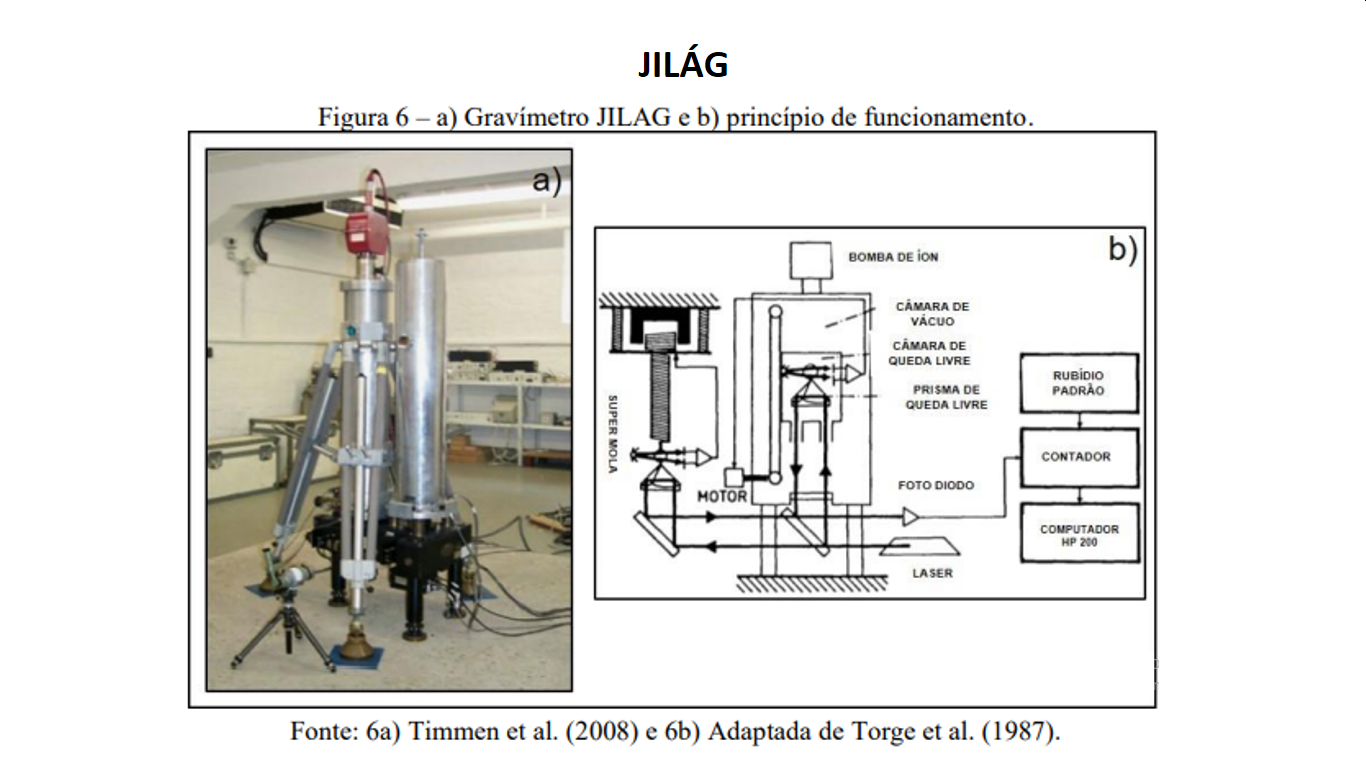 JILÁG
Figura 6 – a) Gravímetro JILAG e b) princípio de funcionamento.
a)
b)
BOMBA DE ÍON
CÂMARA DE
VÁCUO
CÂMARA DE
QUEDA LIVRE
PRISMA DE
QUEDA LIVRE
SUPER MOLA
MOTOR
FOTO DIODO
LASER
RUBÍDIO
PADRÃO
CONTADOR
COMPUTADOR
HP 200
Fonte: 6a) Timmen et al. (2008) e 6b) Adaptada de Torge et al. (1987).